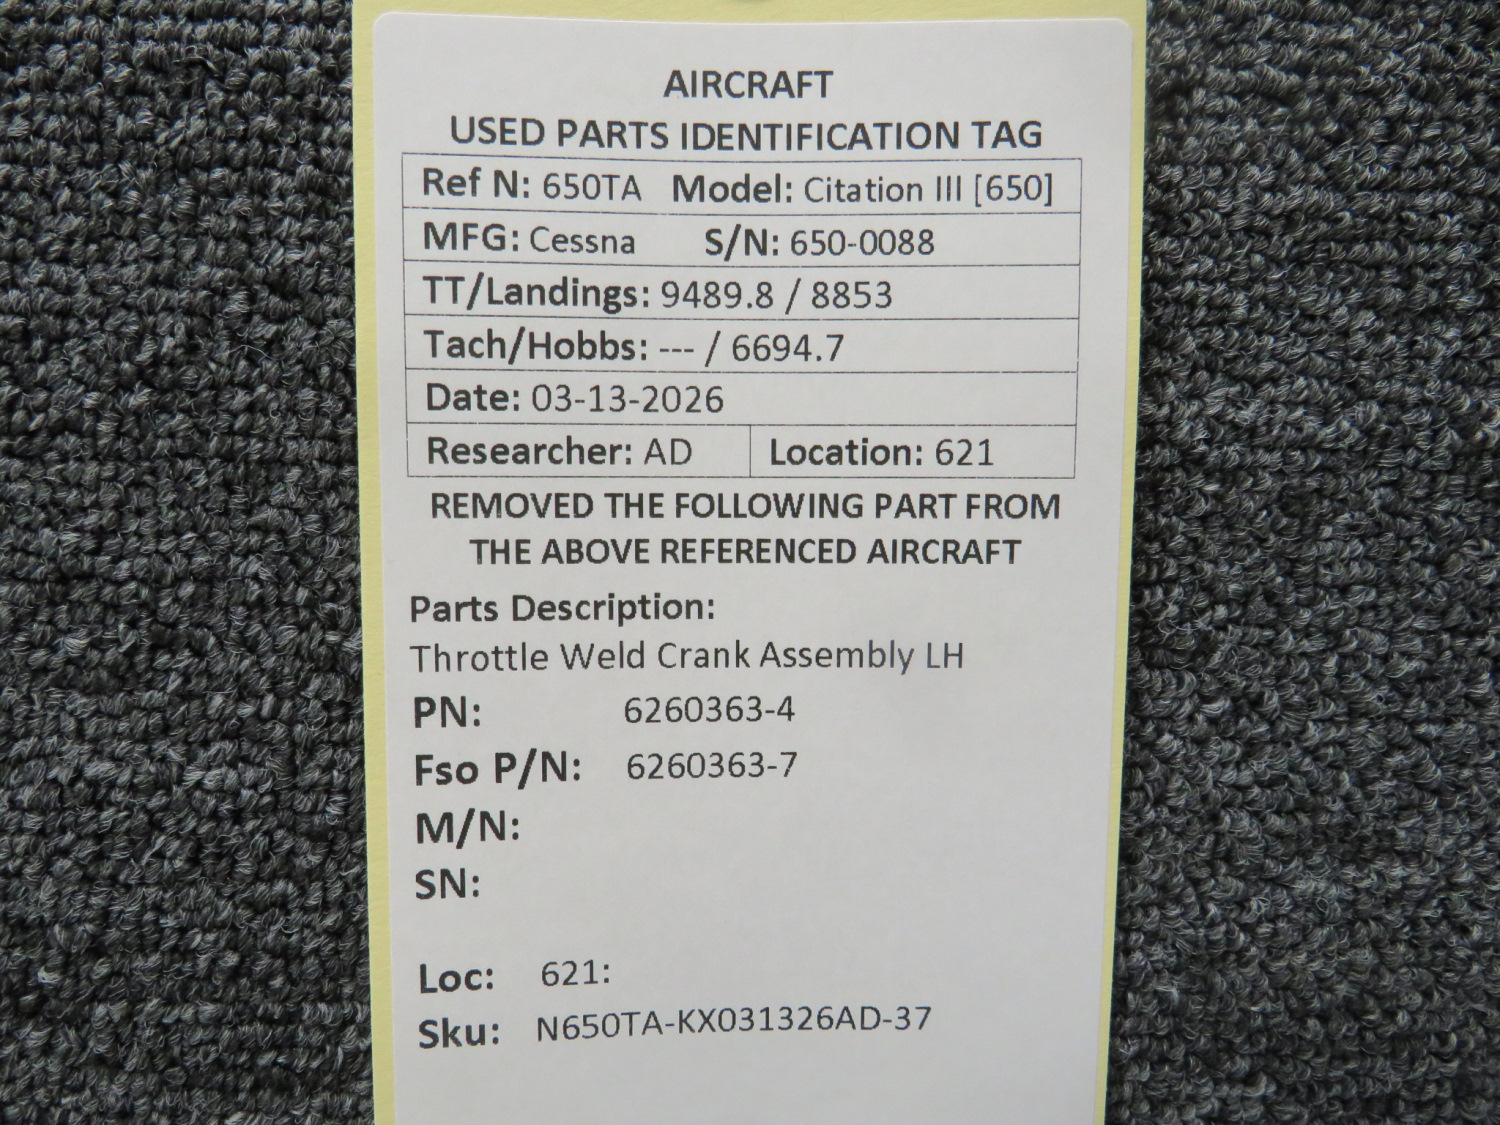 AIRCRAFT
USED PARTS IDENTIFICATION TAG
Ref N: 650TA Model: Citation III [650]
MFG: Cessna S/N: 650-0088
TT/Landings: 9489.8 / 8853
Tach/Hobbs: --- / 6694.7
Date: 03-13-2026
Researcher: AD Location: 621
REMOVED THE FOLLOWING PART FROM
THE ABOVE REFERENCED AIRCRAFT
Parts Description:
Throttle Weld Crank Assembly LH
PN: 6260363-4
Fso P/N: 6260363-7
M/N:
SN:
Loc: 621:
Sku: N650TA-KX031326AD-37